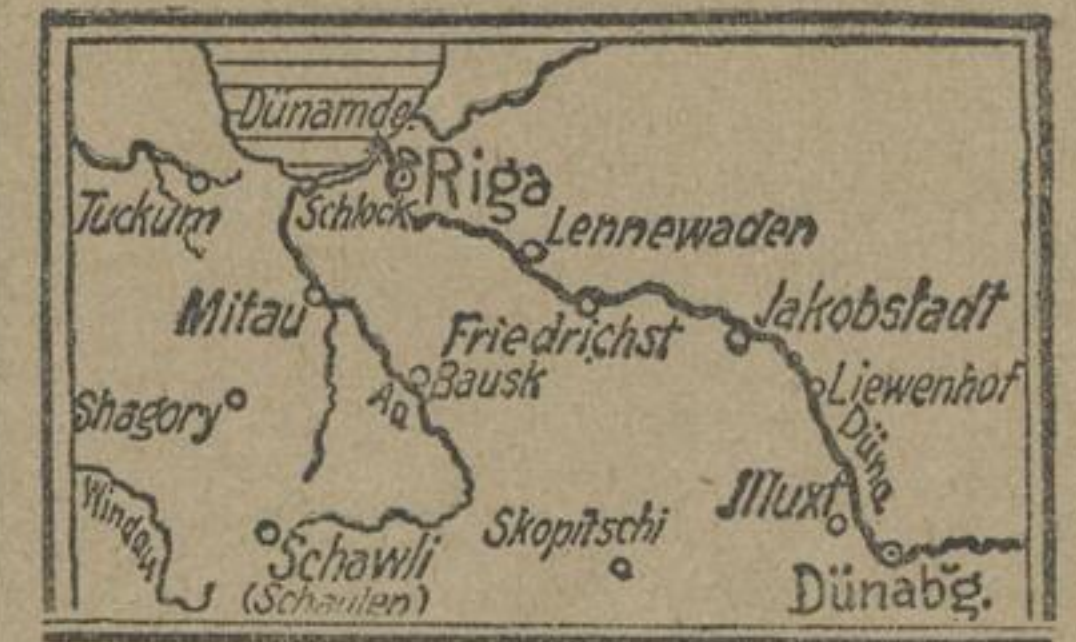 Dünamdg.
Riga
Tuckum
Schlock
Lennewaden
Mitau
Jakobstadt
Friedrichst
Bausk
Liewenhof
Shagory
Aa
Düna
Windau
Illuxt
Skopitschi
Schawli
(Schaulen)
Dünabg.